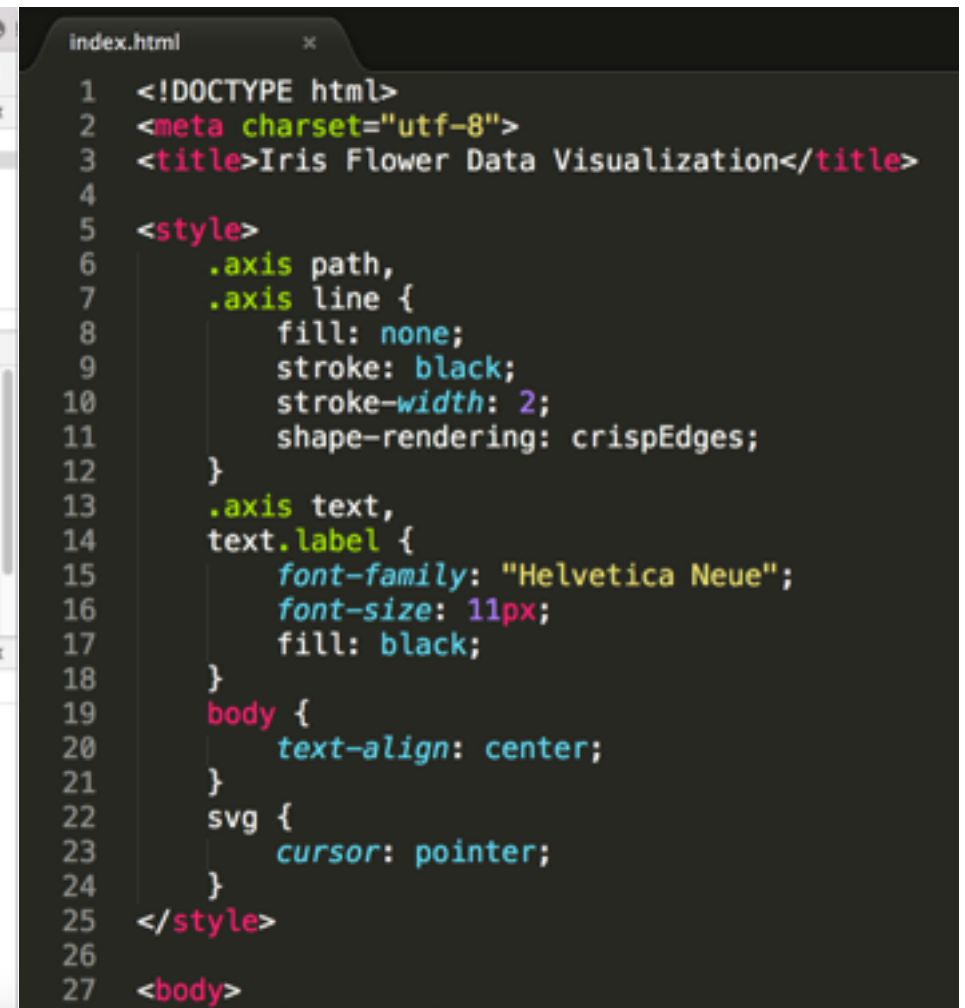 index.html ×
1 <!DOCTYPE html>
2 <meta charset="utf-8">
3 <title>Iris Flower Data Visualization</title>
4
5 <style>
6     .axis path,
7     .axis line {
8         fill: none;
9         stroke: black;
10         stroke-width: 2;
11         shape-rendering: crispEdges;
12     }
13     .axis text,
14     text.label {
15         font-family: "Helvetica Neue";
16         font-size: 11px;
17         fill: black;
18     }
19     body {
20         text-align: center;
21     }
22     svg {
23         cursor: pointer;
24     }
25 </style>
26
27 <body>